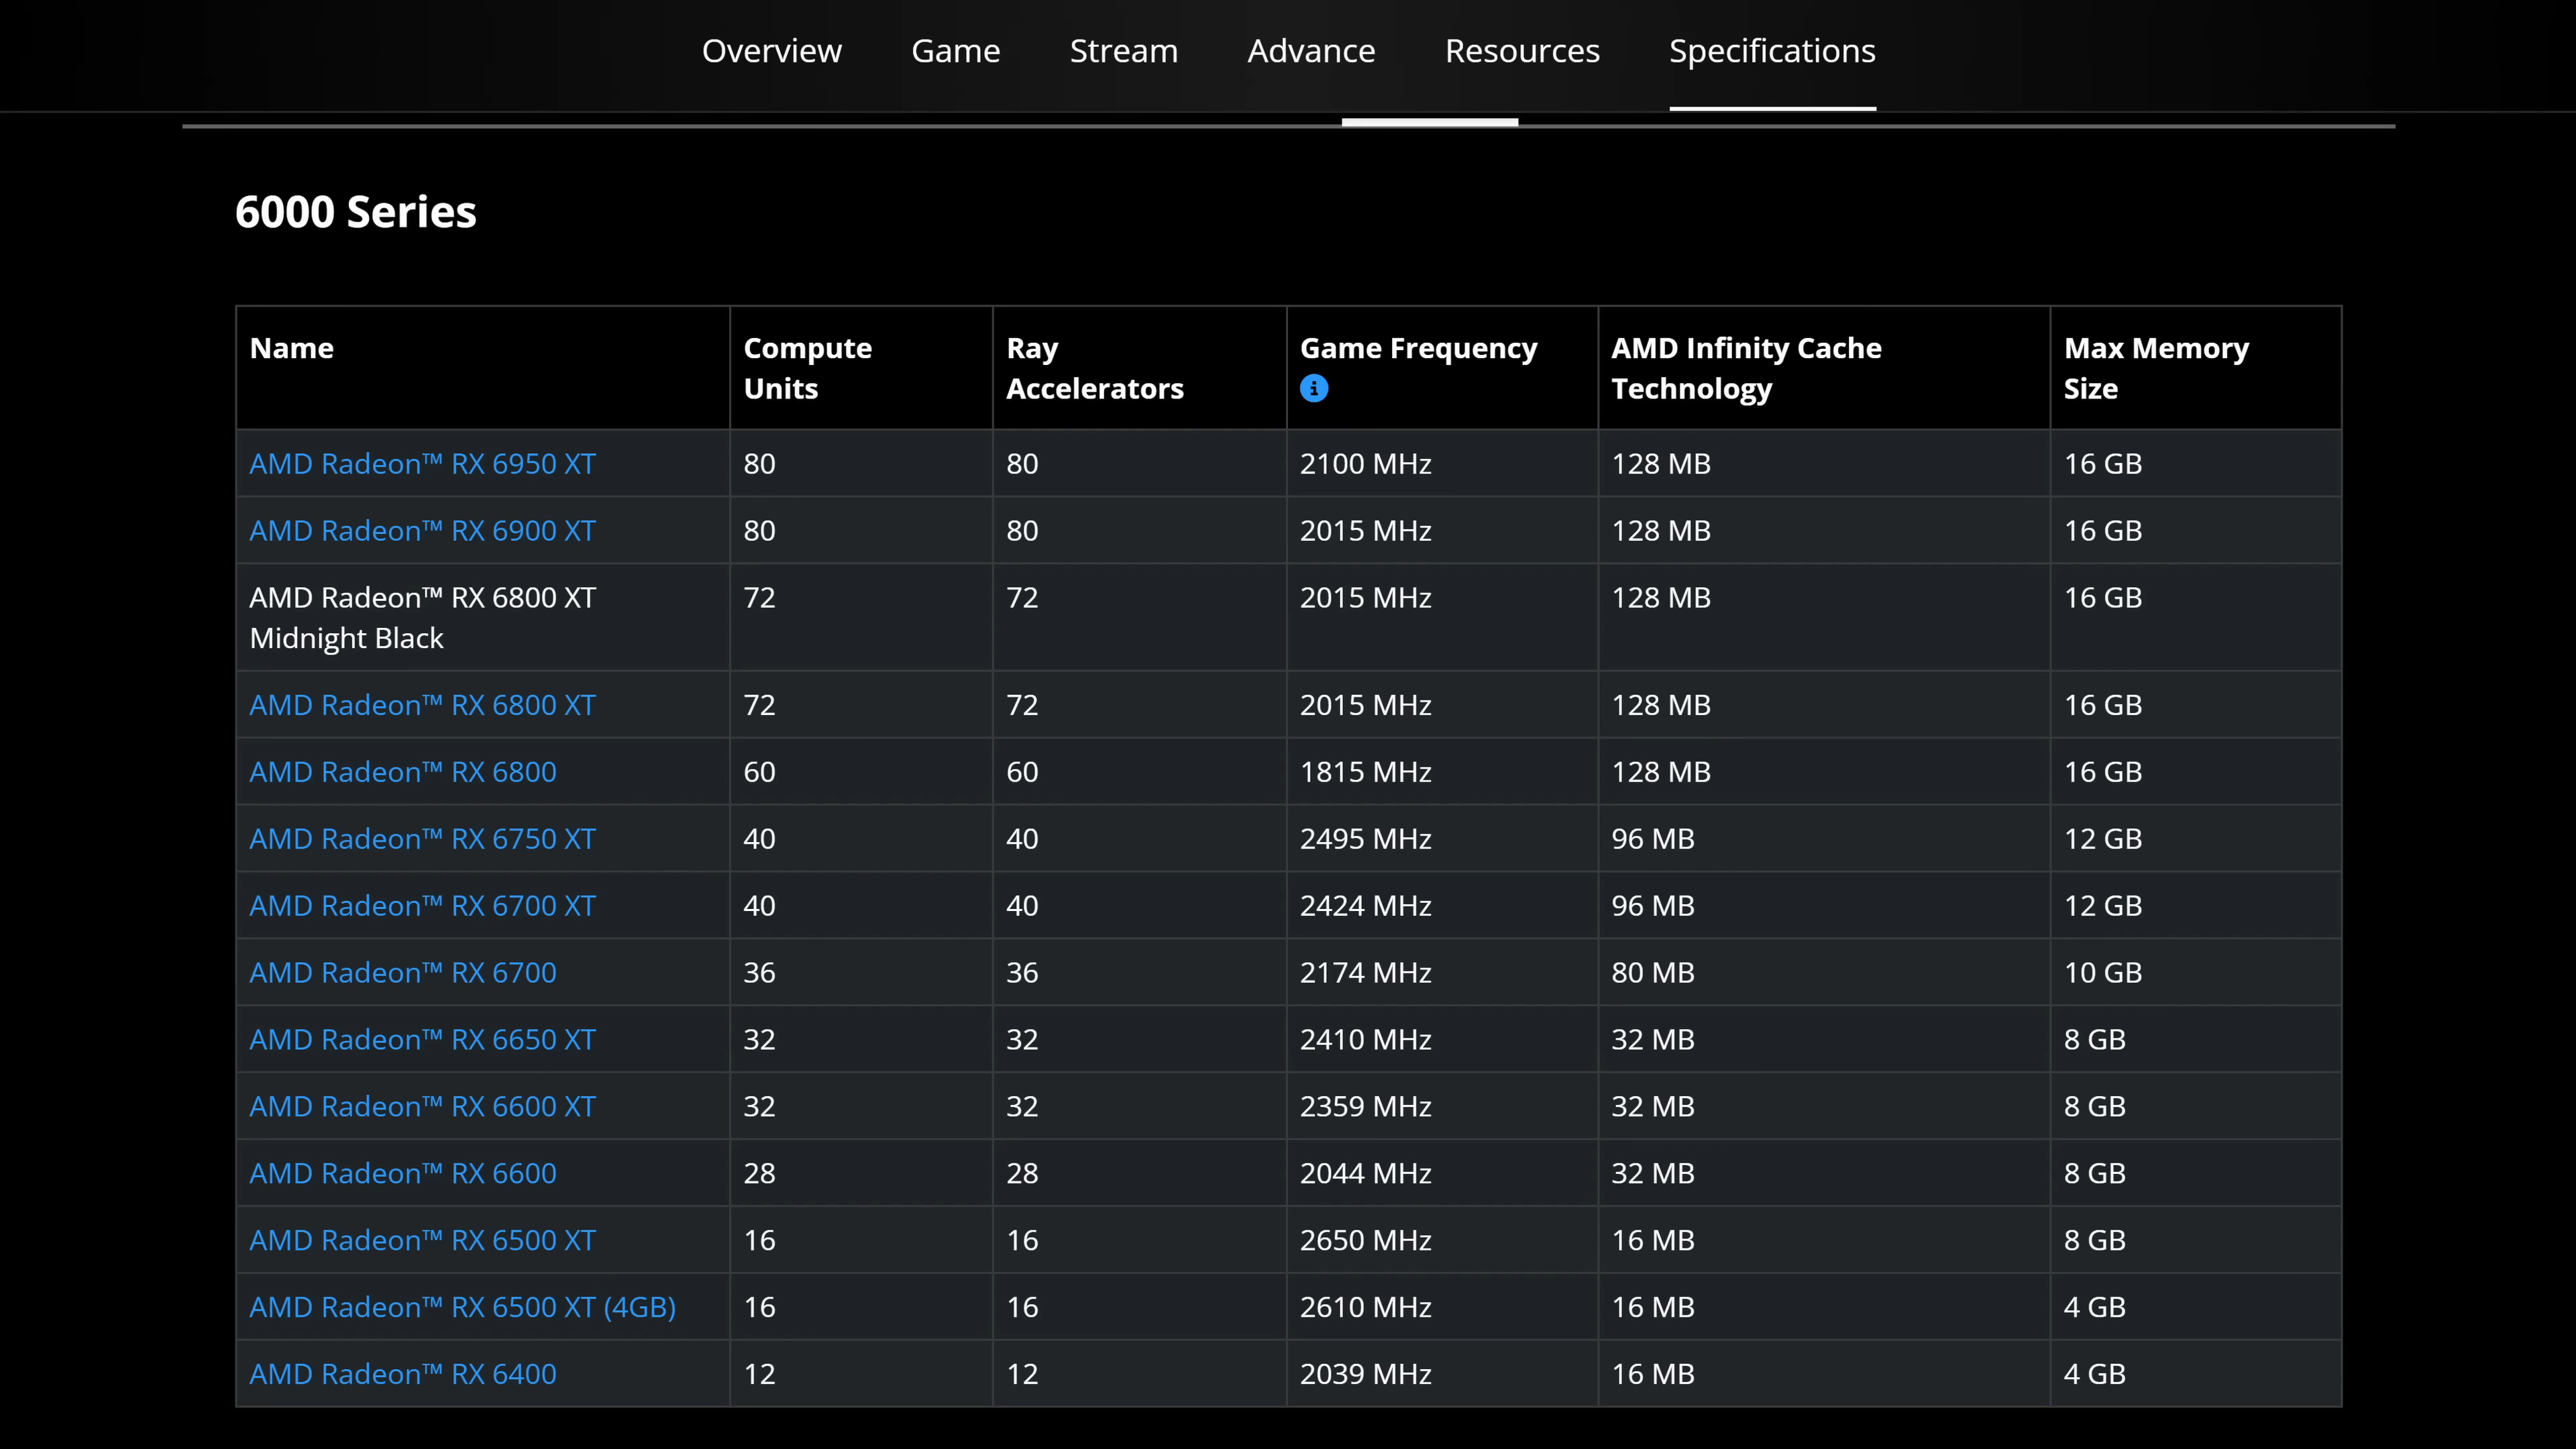 Overview Game Stream Advance Resources Specifications
6000 Series
Name Compute Units Ray Accelerators Game Frequency AMD Infinity Cache Technology Max Memory Size
AMD Radeon™ RX 6950 XT 80 80 2100 MHz 128 MB 16 GB
AMD Radeon™ RX 6900 XT 80 80 2015 MHz 128 MB 16 GB
AMD Radeon™ RX 6800 XT Midnight Black 72 72 2015 MHz 128 MB 16 GB
AMD Radeon™ RX 6800 XT 72 72 2015 MHz 128 MB 16 GB
AMD Radeon™ RX 6800 60 60 1815 MHz 128 MB 16 GB
AMD Radeon™ RX 6750 XT 40 40 2495 MHz 96 MB 12 GB
AMD Radeon™ RX 6700 XT 40 40 2424 MHz 96 MB 12 GB
AMD Radeon™ RX 6700 36 36 2174 MHz 80 MB 10 GB
AMD Radeon™ RX 6650 XT 32 32 2410 MHz 32 MB 8 GB
AMD Radeon™ RX 6600 XT 32 32 2359 MHz 32 MB 8 GB
AMD Radeon™ RX 6600 28 28 2044 MHz 32 MB 8 GB
AMD Radeon™ RX 6500 XT 16 16 2650 MHz 16 MB 8 GB
AMD Radeon™ RX 6500 XT (4GB) 16 16 2610 MHz 16 MB 4 GB
AMD Radeon™ RX 6400 12 12 2039 MHz 16 MB 4 GB